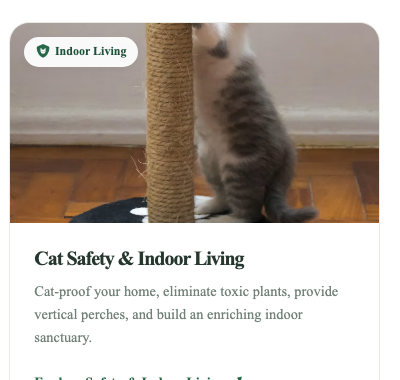 Indoor Living
Cat Safety & Indoor Living
Cat-proof your home, eliminate toxic plants, provide
vertical perches, and build an enriching indoor
sanctuary.